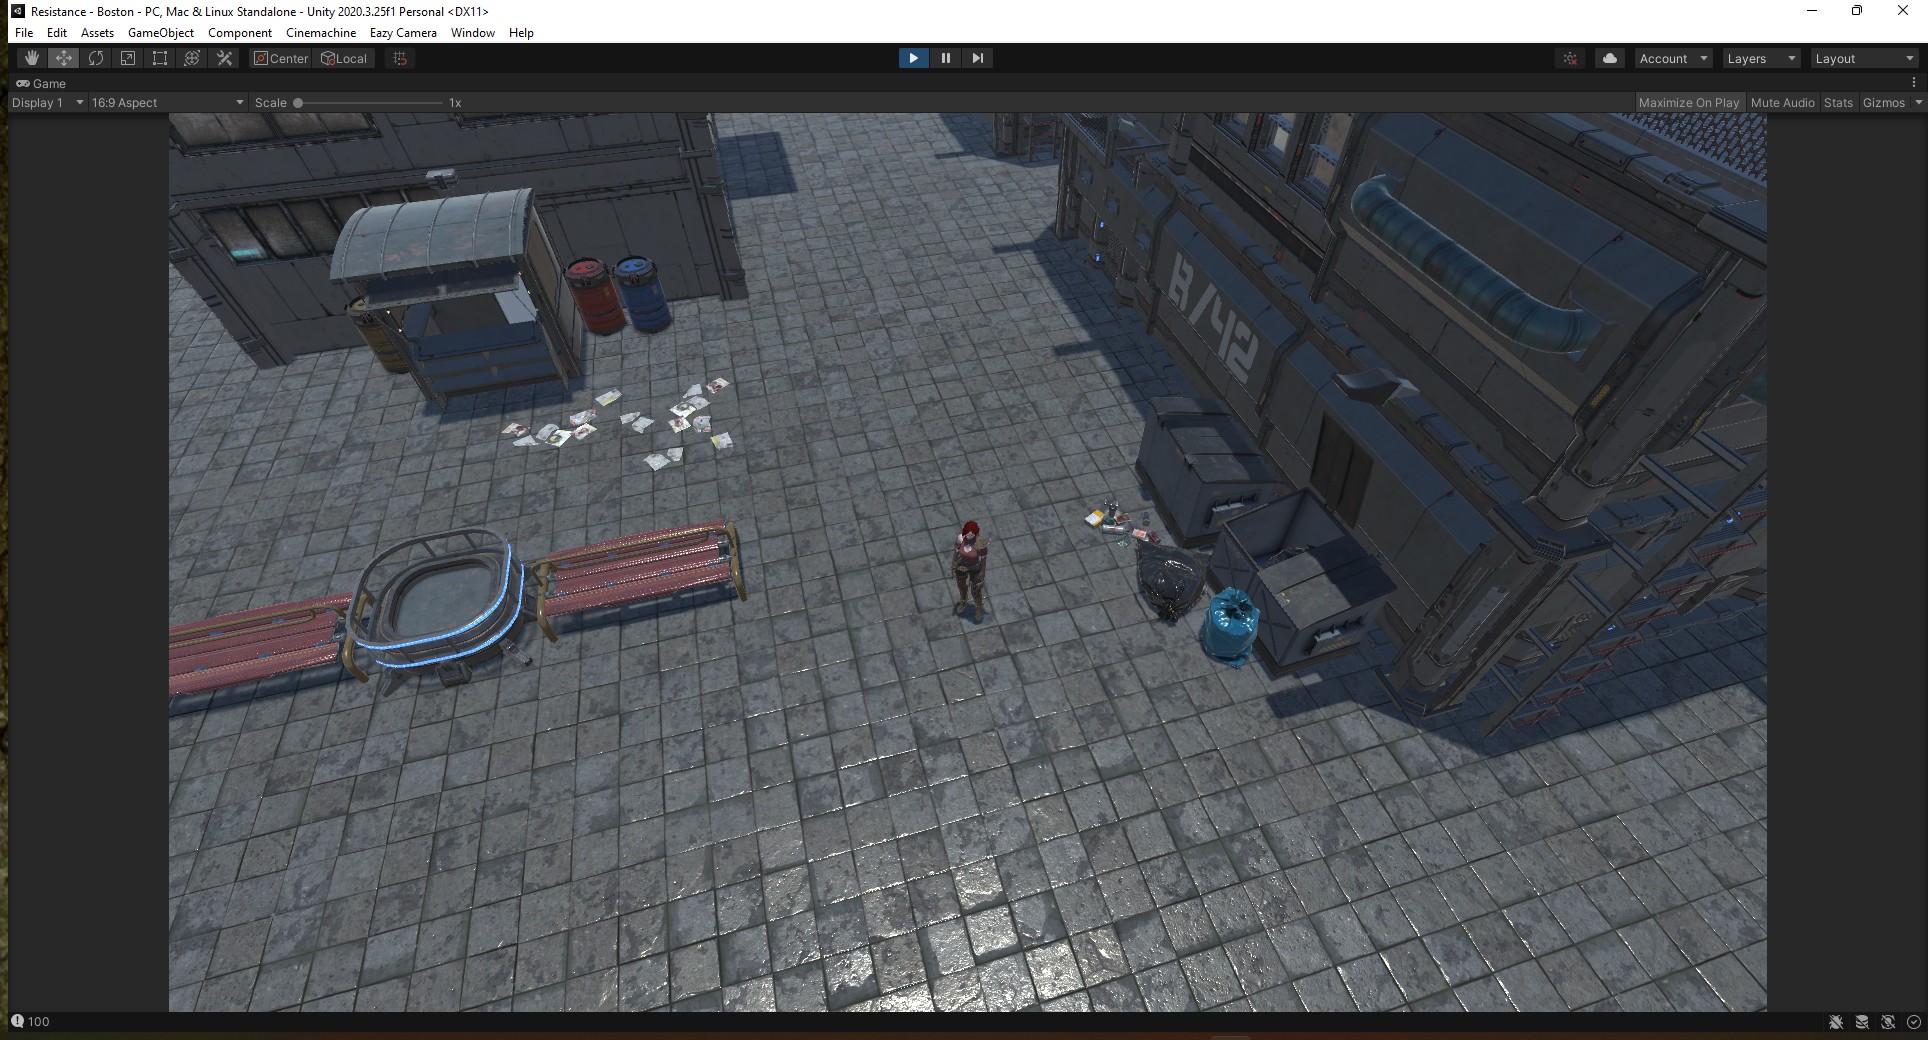 Resistance - Boston - PC, Mac & Linux Standalone - Unity 2020.3.25f1 Personal <DX11>
File Edit Assets GameObject Component Cinemachine Eazy Camera Window Help
Center Local Account Layers Layout
Game
Display 1 16:9 Aspect Scale 1x Maximize On Play Mute Audio Stats Gizmos
B/42
100